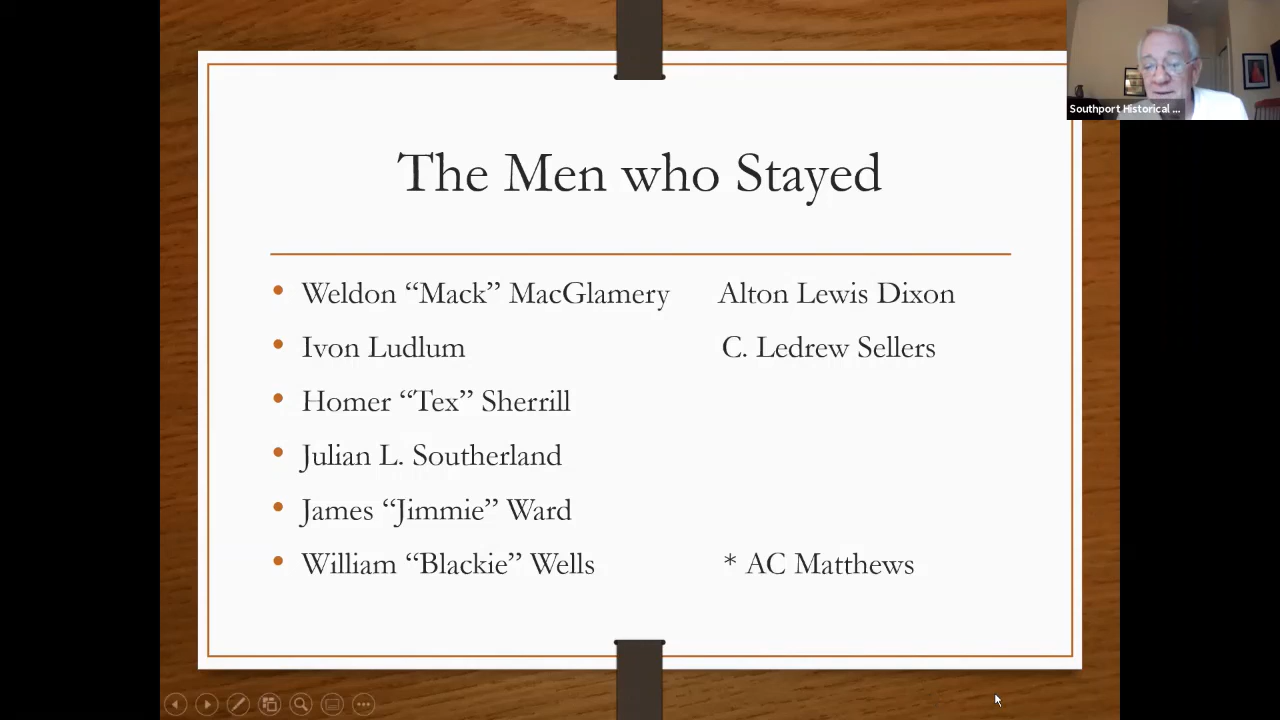 Southport Historical ...
The Men who Stayed
• Weldon “Mack” MacGlamery Alton Lewis Dixon
• Ivon Ludlum C. Ledrew Sellers
• Homer “Tex” Sherrill
• Julian L. Southerland
• James “Jimmie” Ward
• William “Blackie” Wells * AC Matthews